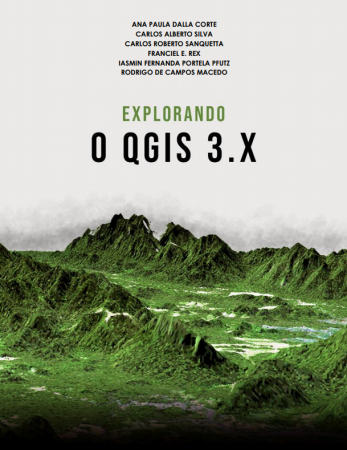 ANA PAULA DALLA CORTE
CARLOS ALBERTO SILVA
CARLOS ROBERTO SANQUETTA
FRANCIEL E. REX
IASMIN FERNANDA PORTELA PFUTZ
RODRIGO DE CAMPOS MACEDO
EXPLORANDO
O QGIS 3.X